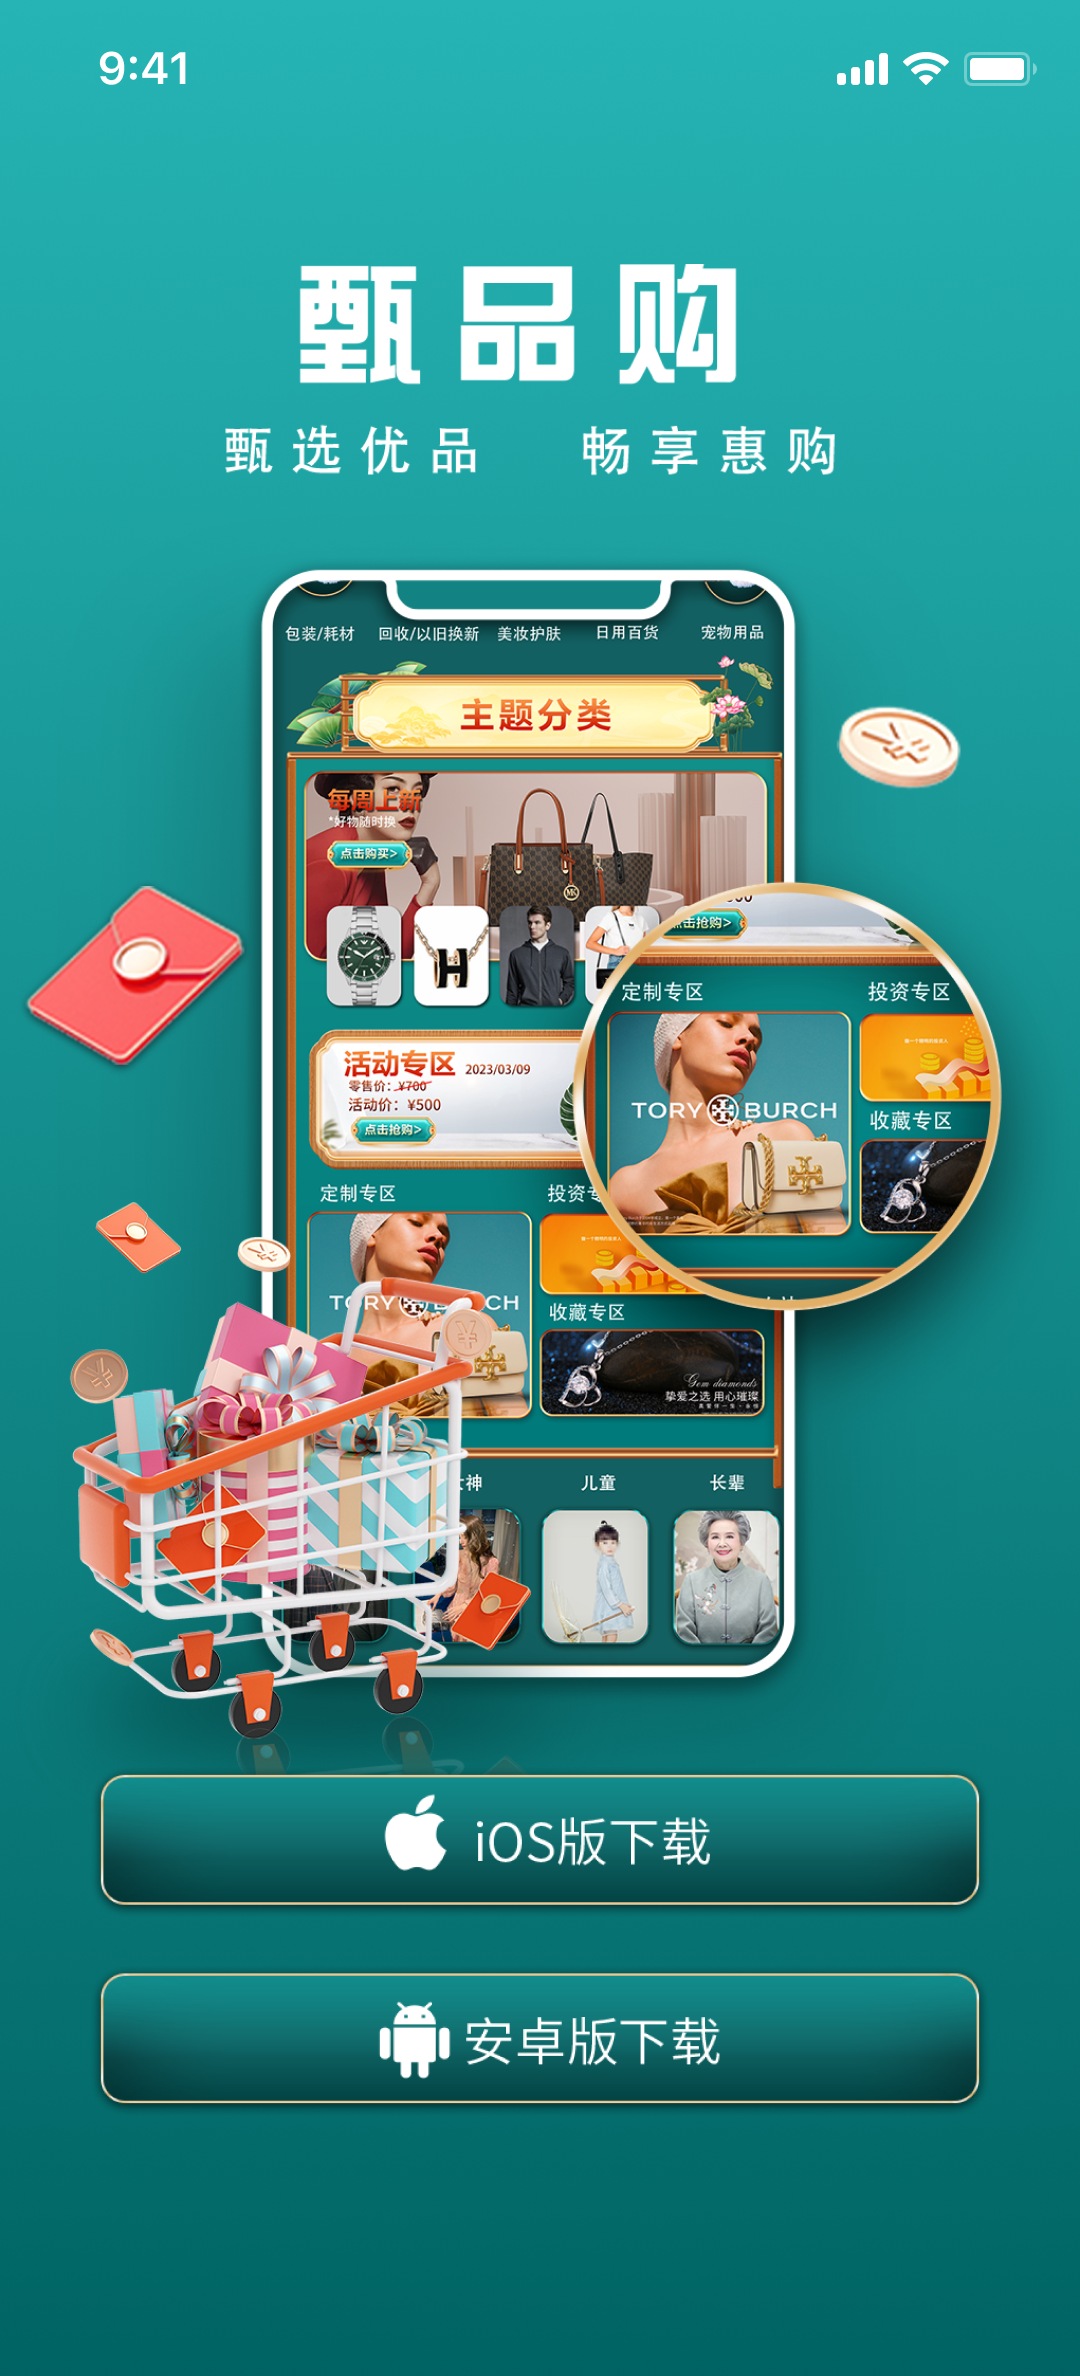 9:41
甄品购
甄选优品 畅享惠购
包装/耗材 回收/以旧换新 美妆护肤 日用百货 宠物用品
主题分类
每周上新
*好物随时换
点击购买>
MK
H
活动专区 2023/03/09
零售价: ¥700
活动价: ¥500
点击抢购>
点击抢购>
定制专区 投资专区
TORY BURCH
收藏专区
定制专区 投资专
TORY BURCH
收藏专区
Gem diamonds
挚爱之选 用心璀璨
女神 儿童 长辈
iOS版下载
安卓版下载